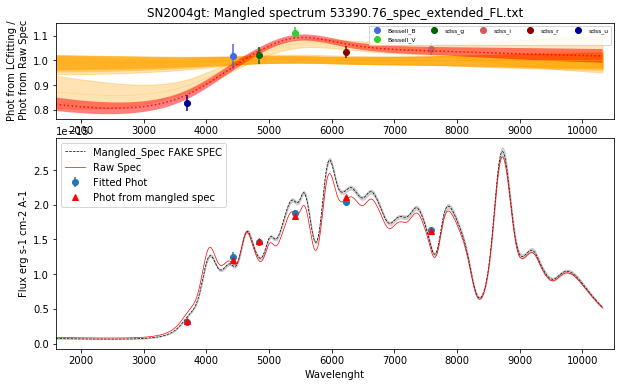 SN2004gt: Mangled spectrum 53390.76_spec_extended_FL.txt
Phot from LCfitting /
Phot from Raw Spec
1.1
1.0
0.9
0.8
Bessell_B
Bessell_V
sdss_g
sdss_i
sdss_r
sdss_u
2000 3000 4000 5000 6000 7000 8000 9000 10000
Flux erg s-1 cm-2 A-1
2.5
2.0
1.5
1.0
0.5
0.0
Mangled_Spec FAKE SPEC
Raw Spec
Fitted Phot
Phot from mangled spec
2000 3000 4000 5000 6000 7000 8000 9000 10000
Wavelenght